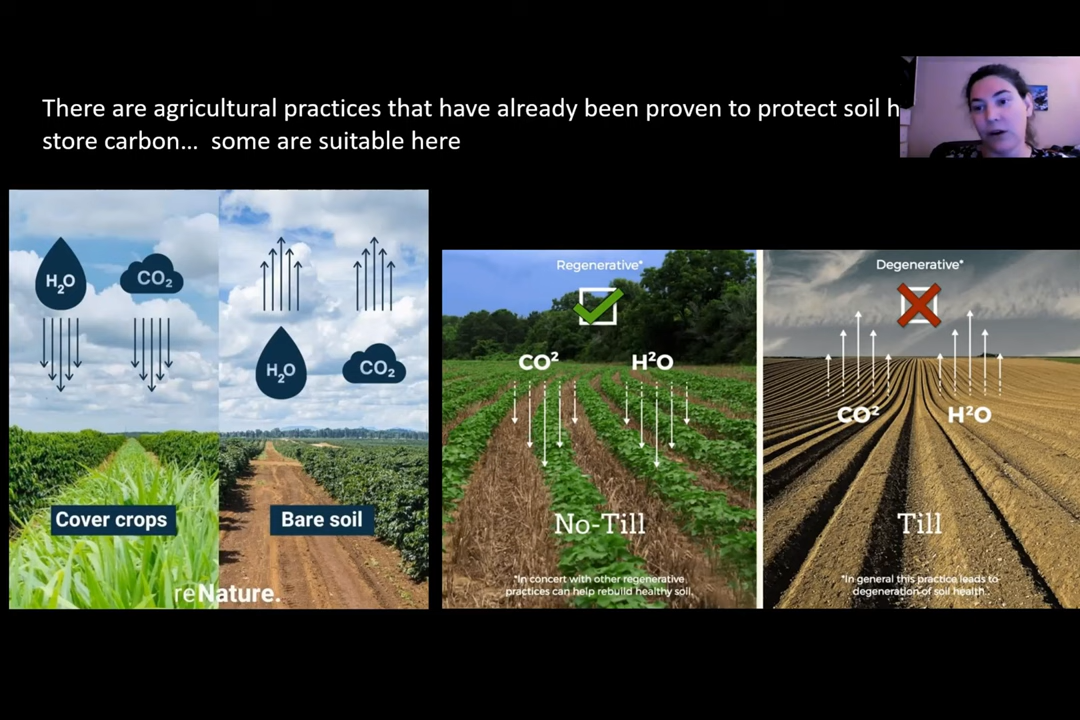 There are agricultural practices that have already been proven to protect soil h
store carbon... some are suitable here
H₂O
CO₂
H₂O
CO₂
Cover crops
Bare soil
reNature.
Regenerative*
CO²
H²O
No-Till
*In concert with other regenerative
practices can help rebuild healthy soil.
Degenerative*
CO²
H²O
Till
*In general this practice leads to
degeneration of soil health.